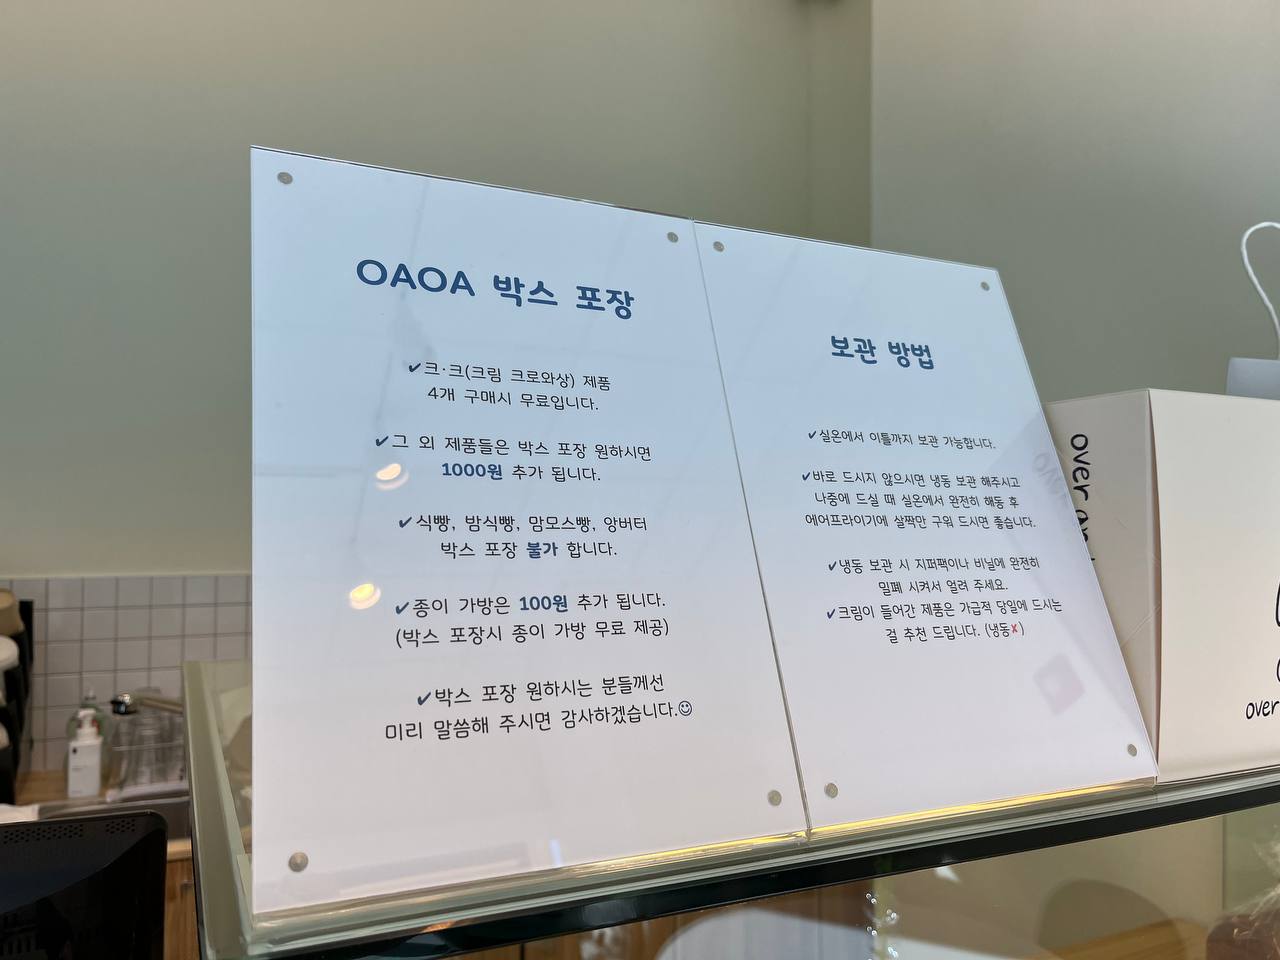 OAOA 박스 포장
✔크·크(크림 크로와상) 제품
4개 구매시 무료입니다.
✔그 외 제품들은 박스 포장 원하시면
1000원 추가 됩니다.
✔식빵, 밤식빵, 맘모스빵, 앙버터
박스 포장 불가 합니다.
✔종이 가방은 100원 추가 됩니다.
(박스 포장시 종이 가방 무료 제공)
✔박스 포장 원하시는 분들께선
미리 말씀해 주시면 감사하겠습니다.☺
보관 방법
✔실온에서 이틀까지 보관 가능합니다.
✔바로 드시지 않으시면 냉동 보관 해주시고
나중에 드실 때 실온에서 완전히 해동 후
에어프라이기에 살짝만 구워 드시면 좋습니다.
✔냉동 보관 시 지퍼팩이나 비닐에 완전히
밀폐 시켜서 얼려 주세요.
✔크림이 들어간 제품은 가급적 당일에 드시는
걸 추천 드립니다. (냉동✘)
over
over